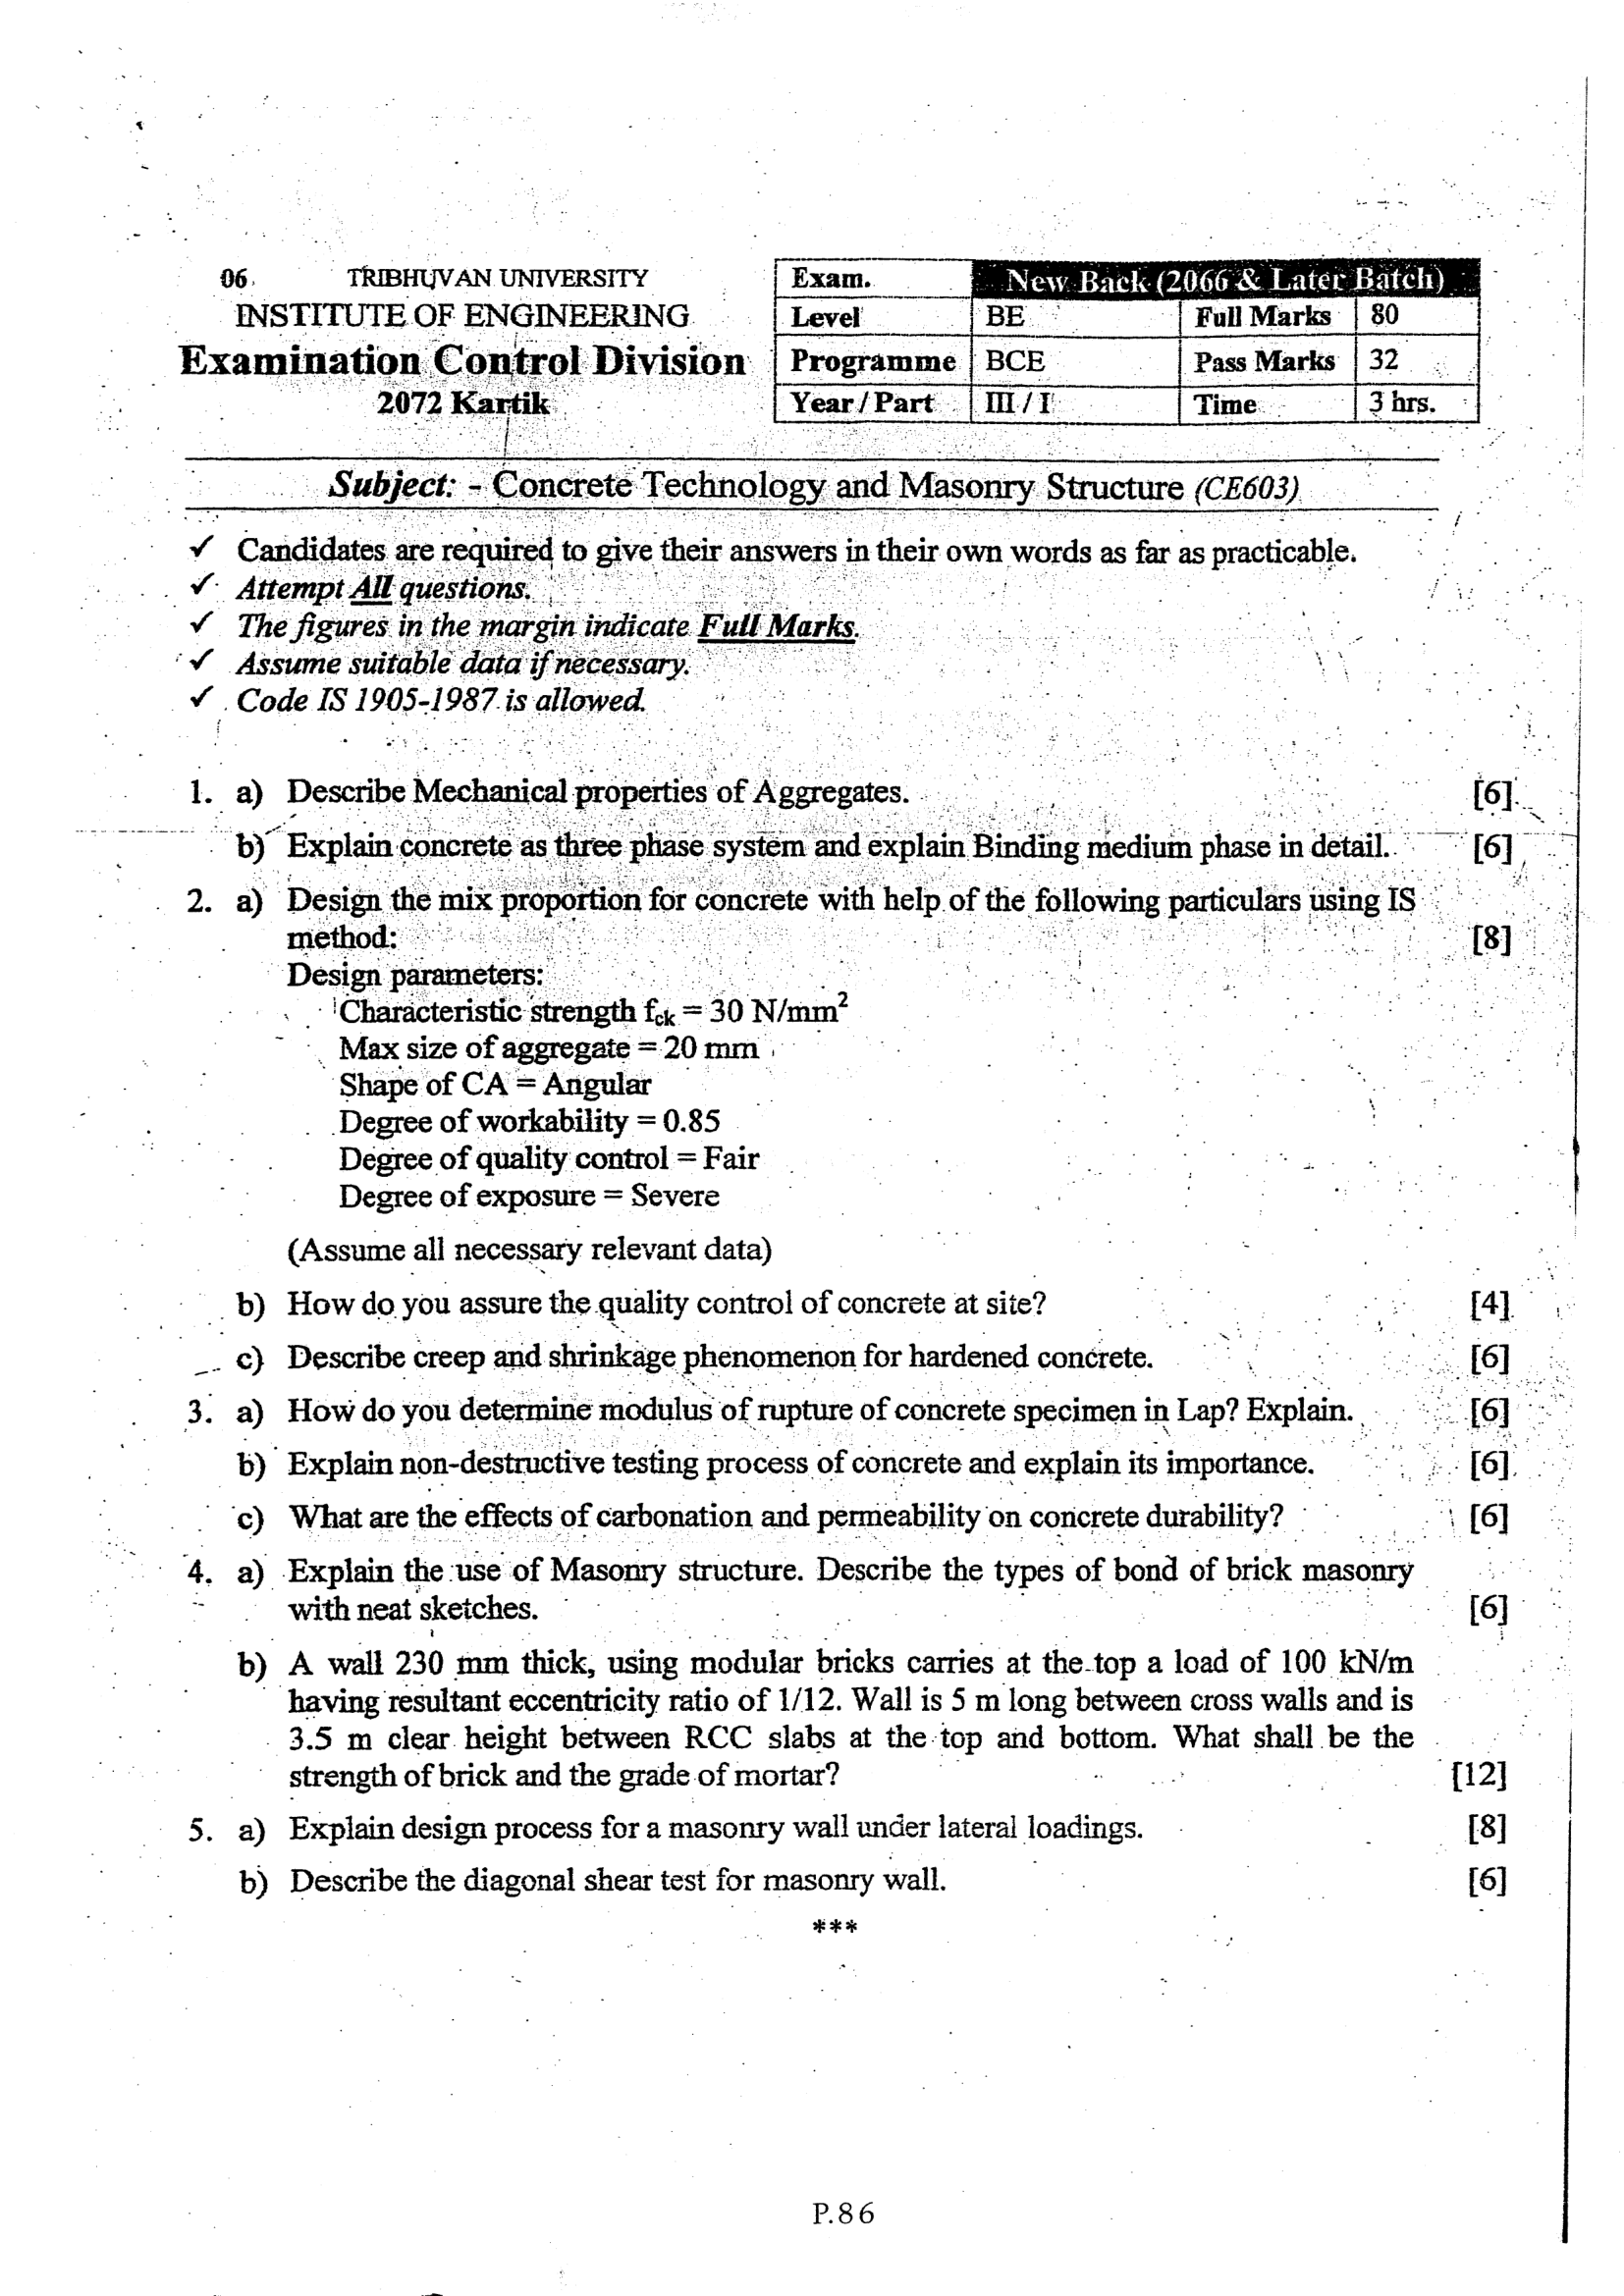 06 TRIBHUVAN UNIVERSITY
INSTITUTE OF ENGINEERING
Examination Control Division
2072 Kartik
Exam. New Back (2066 & Later Batch)
Level BE Full Marks 80
Programme BCE Pass Marks 32
Year / Part III / I Time 3 hrs.
Subject: - Concrete Technology and Masonry Structure (CE603)
✓ Candidates are required to give their answers in their own words as far as practicable.
✓ Attempt All questions.
✓ The figures in the margin indicate Full Marks.
✓ Assume suitable data if necessary.
✓ Code IS 1905-1987 is allowed.
1. a) Describe Mechanical properties of Aggregates. [6]
b) Explain concrete as three phase system and explain Binding medium phase in detail. [6]
2. a) Design the mix proportion for concrete with help of the following particulars using IS
method: [8]
Design parameters:
Characteristic strength fck = 30 N/mm²
Max size of aggregate = 20 mm
Shape of CA = Angular
Degree of workability = 0.85
Degree of quality control = Fair
Degree of exposure = Severe
(Assume all necessary relevant data)
b) How do you assure the quality control of concrete at site? [4]
c) Describe creep and shrinkage phenomenon for hardened concrete. [6]
3. a) How do you determine modulus of rupture of concrete specimen in Lap? Explain. [6]
b) Explain non-destructive testing process of concrete and explain its importance. [6]
c) What are the effects of carbonation and permeability on concrete durability? [6]
4. a) Explain the use of Masonry structure. Describe the types of bond of brick masonry
with neat sketches. [6]
b) A wall 230 mm thick, using modular bricks carries at the top a load of 100 kN/m
having resultant eccentricity ratio of 1/12. Wall is 5 m long between cross walls and is
3.5 m clear height between RCC slabs at the top and bottom. What shall be the
strength of brick and the grade of mortar? [12]
5. a) Explain design process for a masonry wall under lateral loadings. [8]
b) Describe the diagonal shear test for masonry wall. [6]
***
P.86